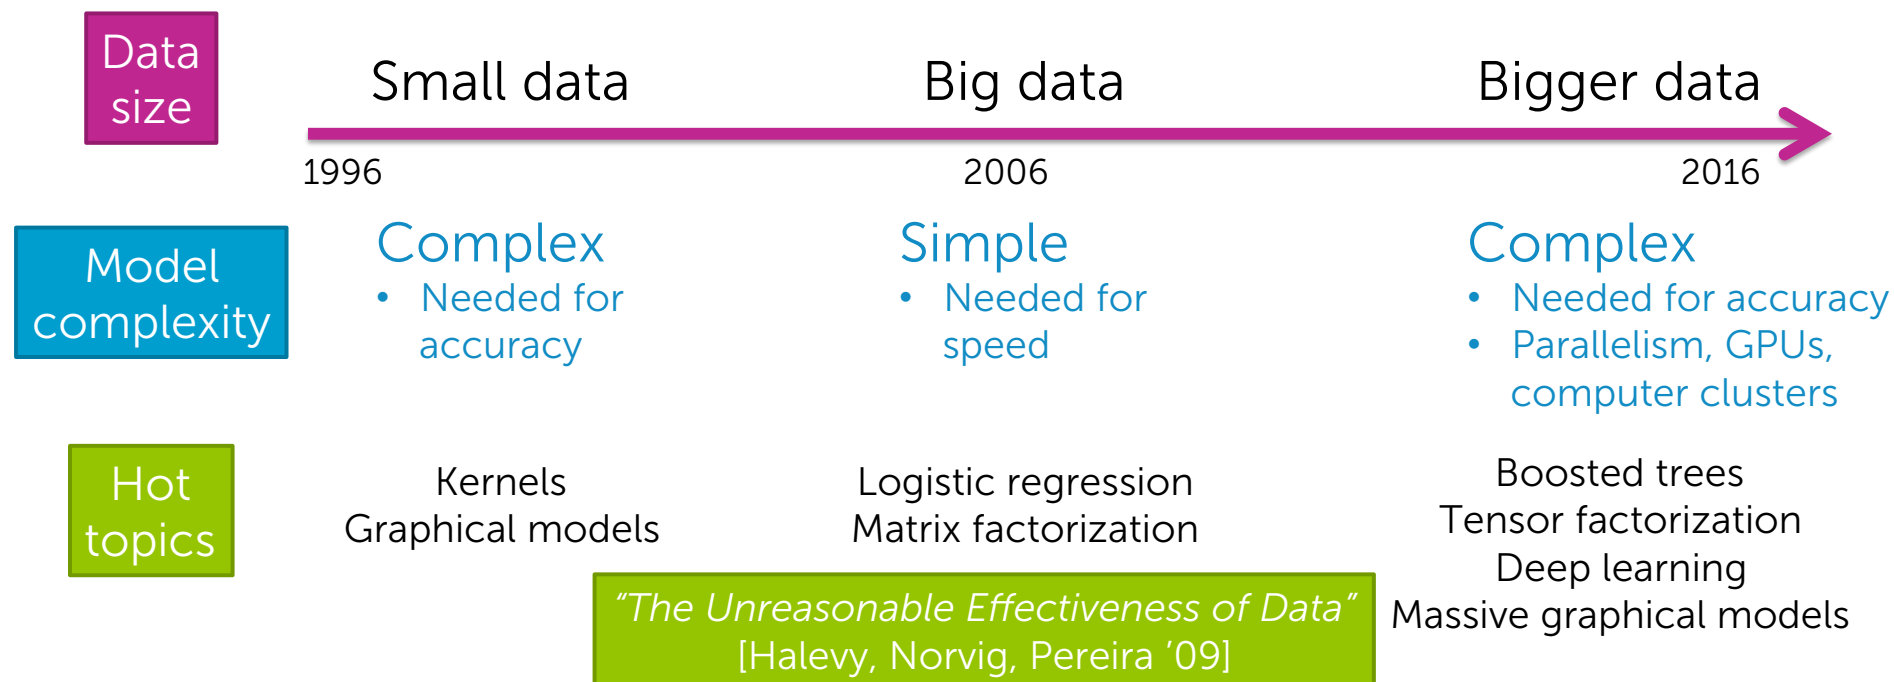 Data
size
Small data
Big data
Bigger data
1996
2006
2016
Model
complexity
Complex
• Needed for
accuracy
Simple
• Needed for
speed
Complex
• Needed for accuracy
• Parallelism, GPUs,
computer clusters
Hot
topics
Kernels
Graphical models
Logistic regression
Matrix factorization
Boosted trees
Tensor factorization
Deep learning
Massive graphical models
"The Unreasonable Effectiveness of Data"
[Halevy, Norvig, Pereira ’09]